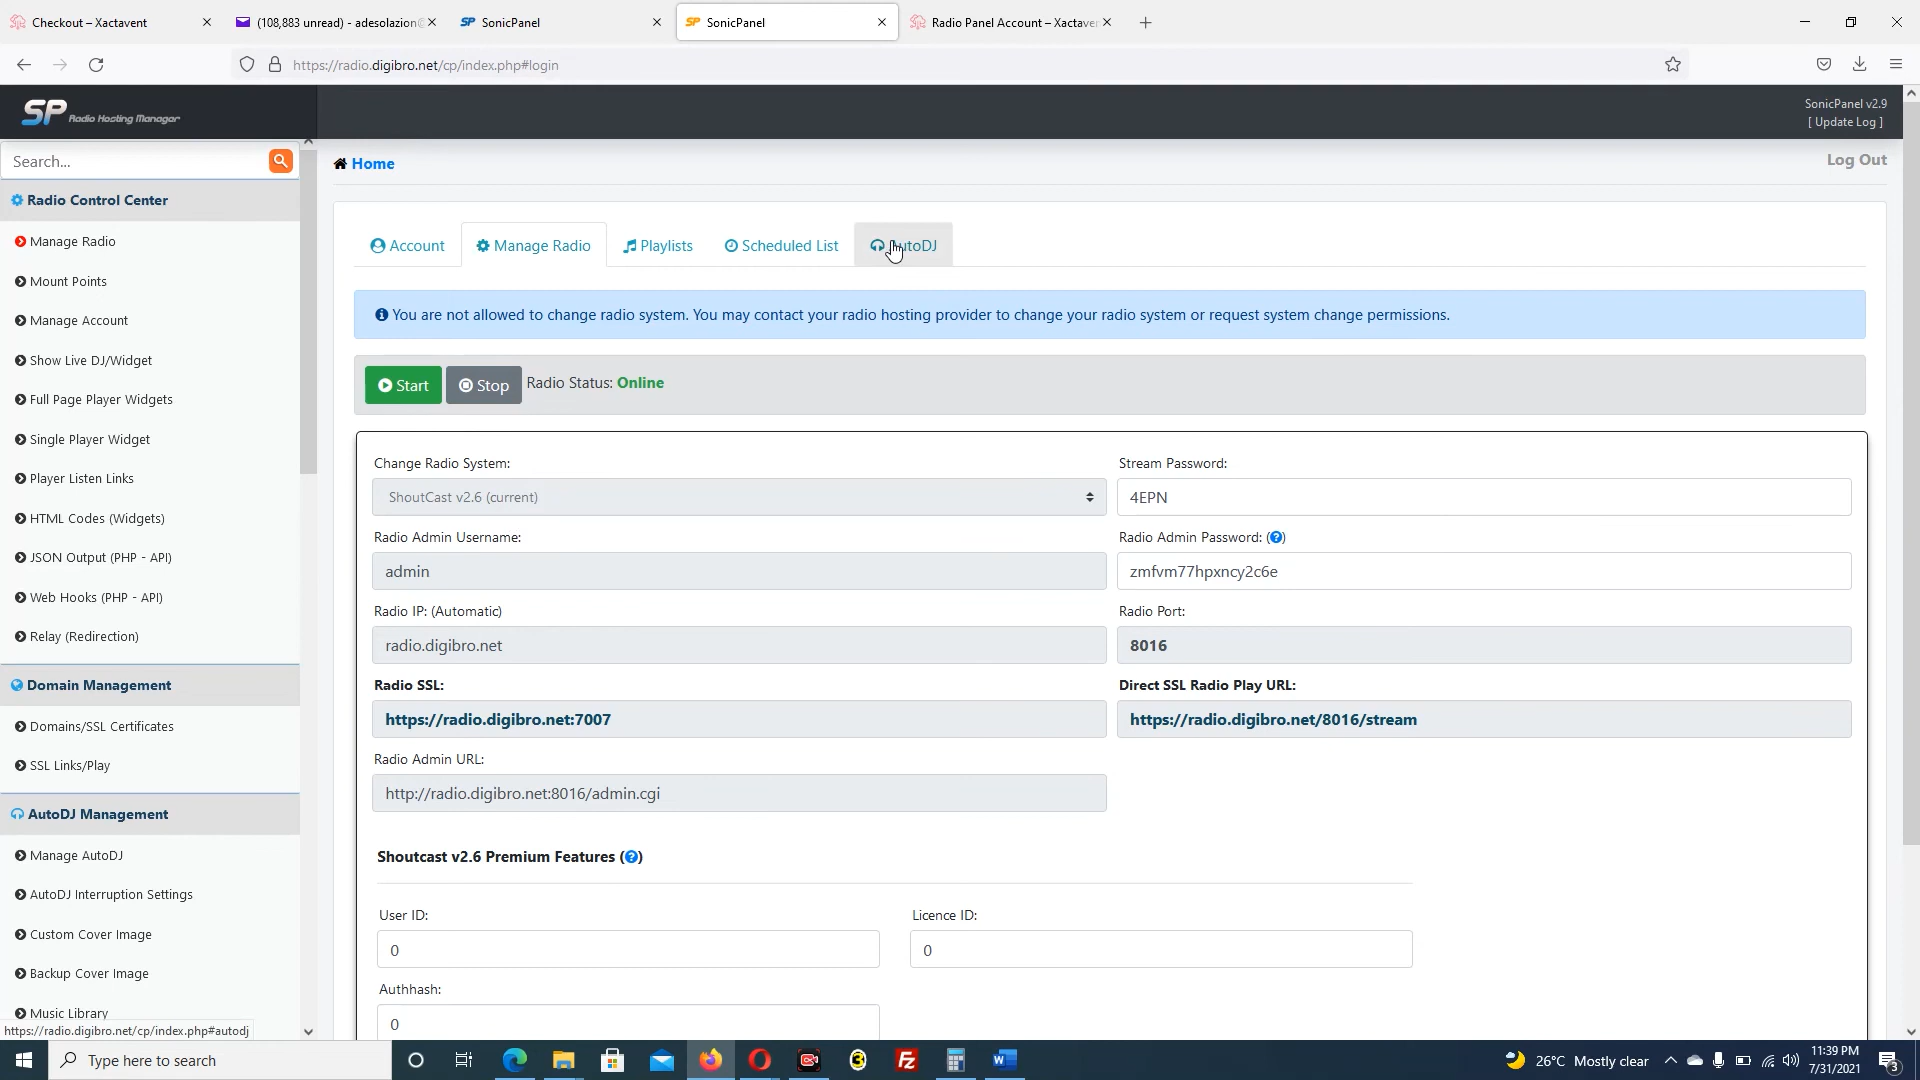 Checkout – Xactavent
(108,883 unread) - adesolazion@
SonicPanel
SonicPanel
Radio Panel Account – Xactaven
https://radio.digibro.net/cp/index.php#login
SP Radio Hosting Manager
SonicPanel v2.9
[ Update Log ]
Search...
Home
Log Out
Radio Control Center
Manage Radio
Mount Points
Manage Account
Show Live DJ/Widget
Full Page Player Widgets
Single Player Widget
Player Listen Links
HTML Codes (Widgets)
JSON Output (PHP - API)
Web Hooks (PHP - API)
Relay (Redirection)
Domain Management
Domains/SSL Certificates
SSL Links/Play
AutoDJ Management
Manage AutoDJ
AutoDJ Interruption Settings
Custom Cover Image
Backup Cover Image
Music Library
https://radio.digibro.net/cp/index.php#autodj
Account
Manage Radio
Playlists
Scheduled List
AutoDJ
You are not allowed to change radio system. You may contact your radio hosting provider to change your radio system or request system change permissions.
Start
Stop
Radio Status: Online
Change Radio System:
ShoutCast v2.6 (current)
Stream Password:
4EPN
Radio Admin Username:
admin
Radio Admin Password: (?)
zmfvm77hpxncy2c6e
Radio IP: (Automatic)
radio.digibro.net
Radio Port:
8016
Radio SSL:
https://radio.digibro.net:7007
Direct SSL Radio Play URL:
https://radio.digibro.net/8016/stream
Radio Admin URL:
http://radio.digibro.net:8016/admin.cgi
Shoutcast v2.6 Premium Features (?)
User ID:
0
Licence ID:
0
Authhash:
0
Type here to search
26°C Mostly clear
11:39 PM
7/31/2021
3